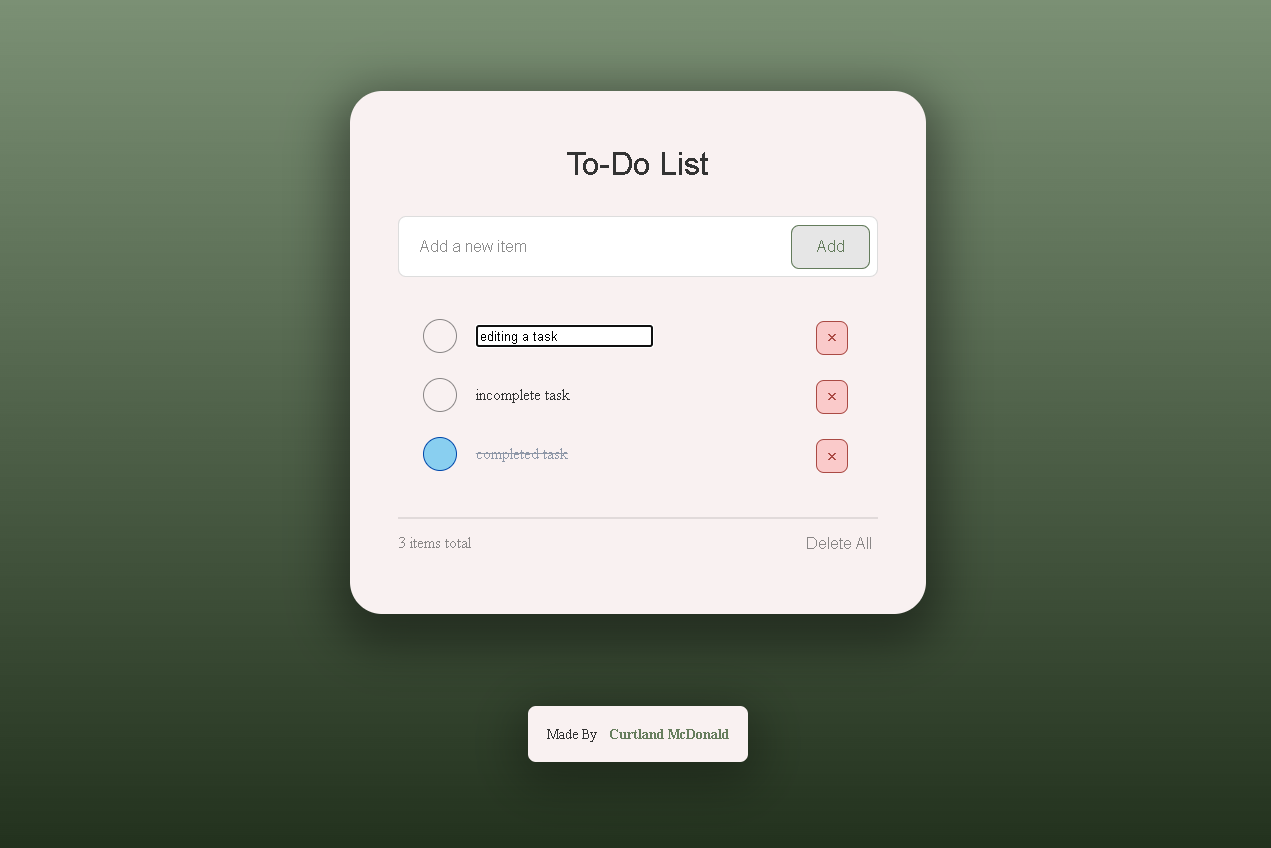 To-Do List
Add a new item Add
editing a task ×
incomplete task ×
completed task ×
3 items total Delete All
Made By Curtland McDonald